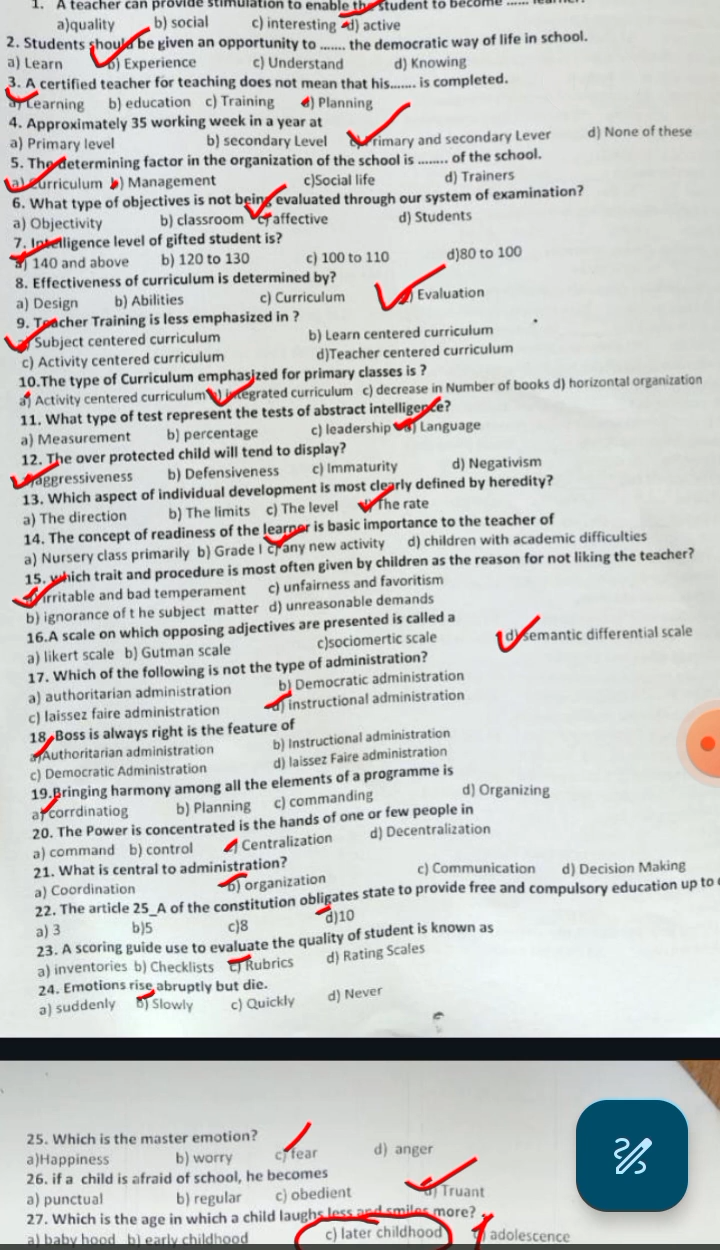 1. A teacher can provide stimulation to enable the student to become ...... learner.
a)quality b) social c) interesting d) active
2. Students should be given an opportunity to ....... the democratic way of life in school.
a) Learn b) Experience c) Understand d) Knowing
3. A certified teacher for teaching does not mean that his....... is completed.
a) Learning b) education c) Training d) Planning
4. Approximately 35 working week in a year at
a) Primary level b) secondary Level c) Primary and secondary Lever d) None of these
5. The determining factor in the organization of the school is ........ of the school.
a) Curriculum b) Management c)Social life d) Trainers
6. What type of objectives is not being evaluated through our system of examination?
a) Objectivity b) classroom c) affective d) Students
7. Intelligence level of gifted student is?
a) 140 and above b) 120 to 130 c) 100 to 110 d)80 to 100
8. Effectiveness of curriculum is determined by?
a) Design b) Abilities c) Curriculum d) Evaluation
9. Teacher Training is less emphasized in ?
a) Subject centered curriculum b) Learn centered curriculum
c) Activity centered curriculum d)Teacher centered curriculum
10.The type of Curriculum emphasized for primary classes is ?
a) Activity centered curriculum b) integrated curriculum c) decrease in Number of books d) horizontal organization
11. What type of test represent the tests of abstract intelligence?
a) Measurement b) percentage c) leadership d) Language
12. The over protected child will tend to display?
a)aggressiveness b) Defensiveness c) Immaturity d) Negativism
13. Which aspect of individual development is most clearly defined by heredity?
a) The direction b) The limits c) The level d) The rate
14. The concept of readiness of the learner is basic importance to the teacher of
a) Nursery class primarily b) Grade I c) any new activity d) children with academic difficulties
15. which trait and procedure is most often given by children as the reason for not liking the teacher?
a) irritable and bad temperament c) unfairness and favoritism
b) ignorance of t he subject matter d) unreasonable demands
16.A scale on which opposing adjectives are presented is called a
a) likert scale b) Gutman scale c)sociomertic scale d) semantic differential scale
17. Which of the following is not the type of administration?
a) authoritarian administration b) Democratic administration
c) laissez faire administration d) instructional administration
18. Boss is always right is the feature of
a)Authoritarian administration b) Instructional administration
c) Democratic Administration d) laissez Faire administration
19.Bringing harmony among all the elements of a programme is
a) corrdinatiog b) Planning c) commanding d) Organizing
20. The Power is concentrated is the hands of one or few people in
a) command b) control c) Centralization d) Decentralization
21. What is central to administration?
a) Coordination b) organization c) Communication d) Decision Making
22. The article 25_A of the constitution obligates state to provide free and compulsory education up to
a) 3 b)5 c)8 d)10
23. A scoring guide use to evaluate the quality of student is known as
a) inventories b) Checklists c) Rubrics d) Rating Scales
24. Emotions rise abruptly but die.
a) suddenly b) Slowly c) Quickly d) Never
25. Which is the master emotion?
a)Happiness b) worry c) fear d) anger
26. if a child is afraid of school, he becomes
a) punctual b) regular c) obedient d) Truant
27. Which is the age in which a child laughs less and smiles more?
a) baby hood b) early childhood c) later childhood d) adolescence